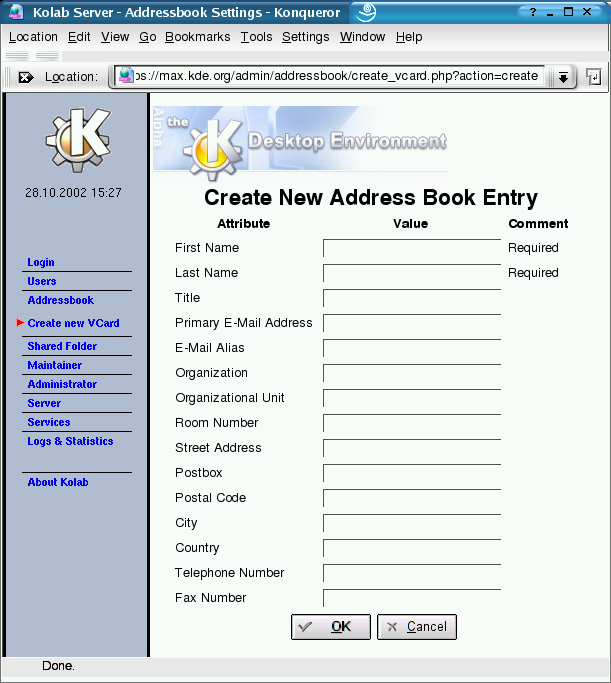 Kolab Server - Addressbook Settings - Konqueror
Location Edit View Go Bookmarks Tools Settings Window Help
Location: ps://max.kde.org/admin/addressbook/create_vcard.php?action=create
28.10.2002 15:27
Login
Users
Addressbook
Create new VCard
Shared Folder
Maintainer
Administrator
Server
Services
Logs & Statistics
About Kolab
Alpha
the
K Desktop Environment
Create New Address Book Entry
Attribute Value Comment
First Name Required
Last Name Required
Title
Primary E-Mail Address
E-Mail Alias
Organization
Organizational Unit
Room Number
Street Address
Postbox
Postal Code
City
Country
Telephone Number
Fax Number
OK Cancel
Done.